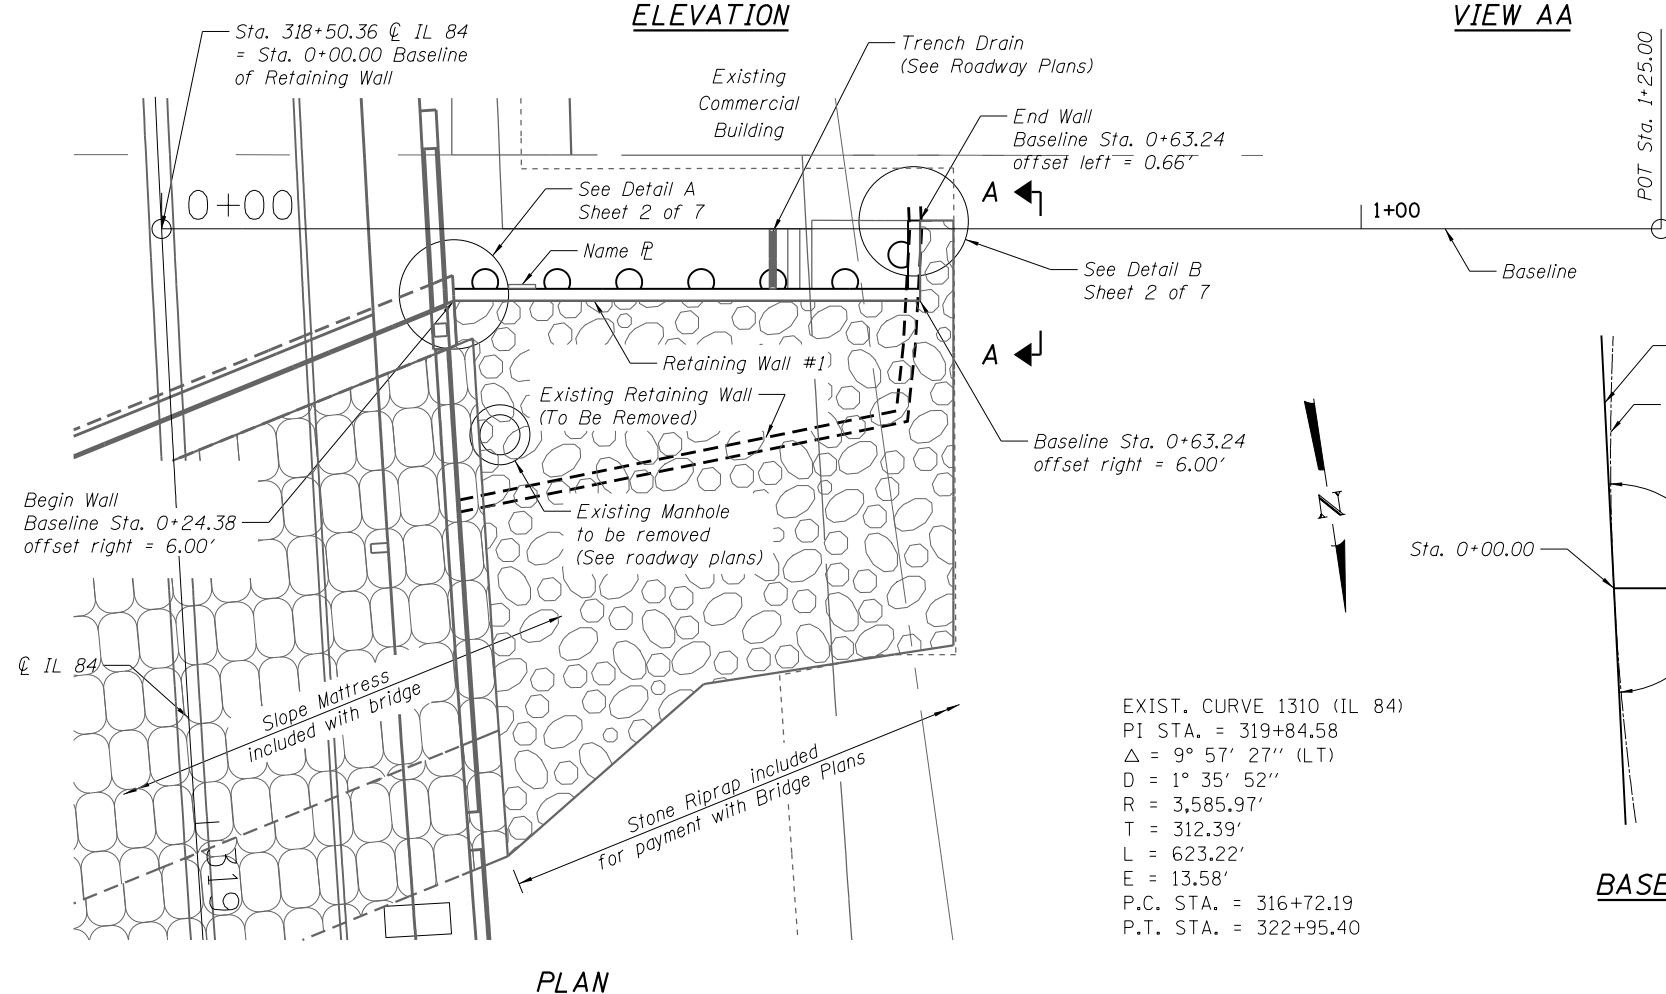 ELEVATION
VIEW AA
Sta. 318+50.36 ℄ IL 84
= Sta. 0+00.00 Baseline
of Retaining Wall
Existing
Commercial
Building
Trench Drain
(See Roadway Plans)
End Wall
Baseline Sta. 0+63.24
offset left = 0.66'
POT Sta. 1+25.00
0+00
See Detail A
Sheet 2 of 7
Name ⅊
A
1+00
See Detail B
Sheet 2 of 7
Baseline
A
Retaining Wall #1
Existing Retaining Wall
(To Be Removed)
Baseline Sta. 0+63.24
offset right = 6.00'
Begin Wall
Baseline Sta. 0+24.38
offset right = 6.00'
Existing Manhole
to be removed
(See roadway plans)
N
Sta. 0+00.00
℄ IL 84
Slope Mattress
included with bridge
Stone Riprap included
for payment with Bridge Plans
319
EXIST. CURVE 1310 (IL 84)
PI STA. = 319+84.58
Δ = 9° 57' 27'' (LT)
D = 1° 35' 52''
R = 3,585.97'
T = 312.39'
L = 623.22'
E = 13.58'
P.C. STA. = 316+72.19
P.T. STA. = 322+95.40
BASE
PLAN